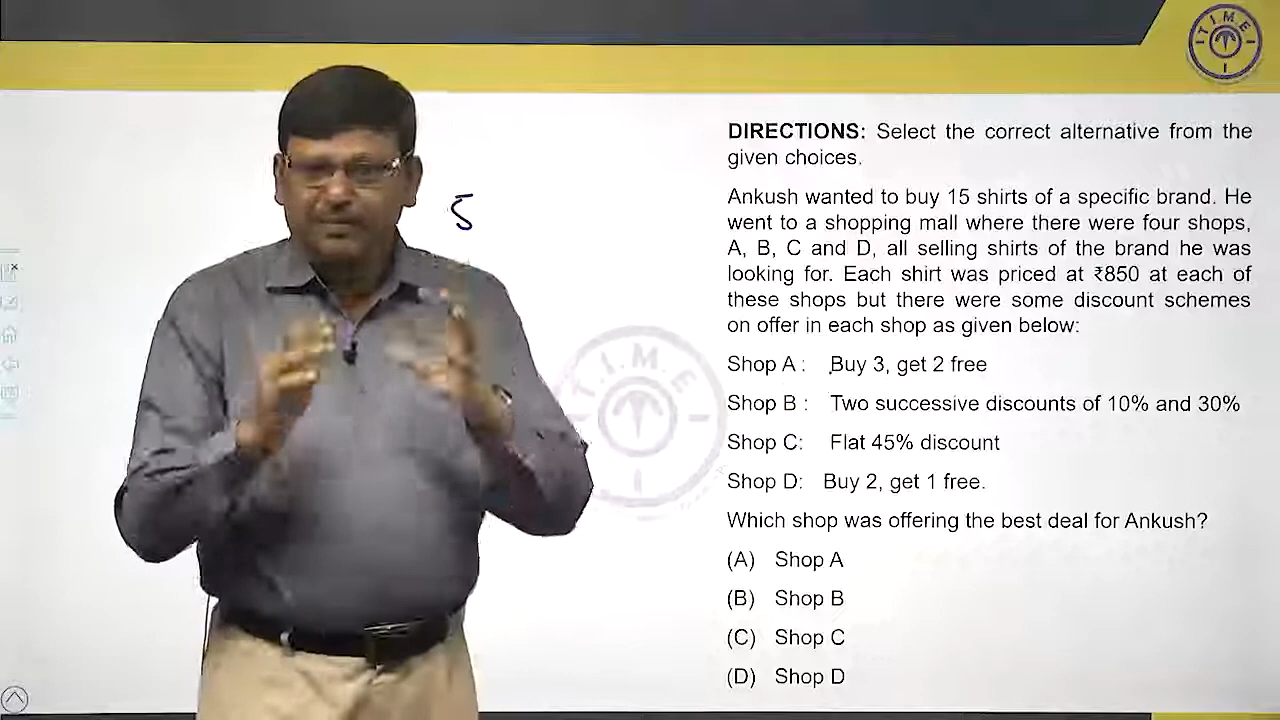 T.I.M.E
DIRECTIONS: Select the correct alternative from the
given choices.
Ankush wanted to buy 15 shirts of a specific brand. He
went to a shopping mall where there were four shops,
A, B, C and D, all selling shirts of the brand he was
looking for. Each shirt was priced at ₹850 at each of
these shops but there were some discount schemes
on offer in each shop as given below:
5
Shop A : Buy 3, get 2 free
Shop B : Two successive discounts of 10% and 30%
T.I.M.E
Shop C: Flat 45% discount
Shop D: Buy 2, get 1 free.
Which shop was offering the best deal for Ankush?
(A) Shop A
(B) Shop B
(C) Shop C
(D) Shop D